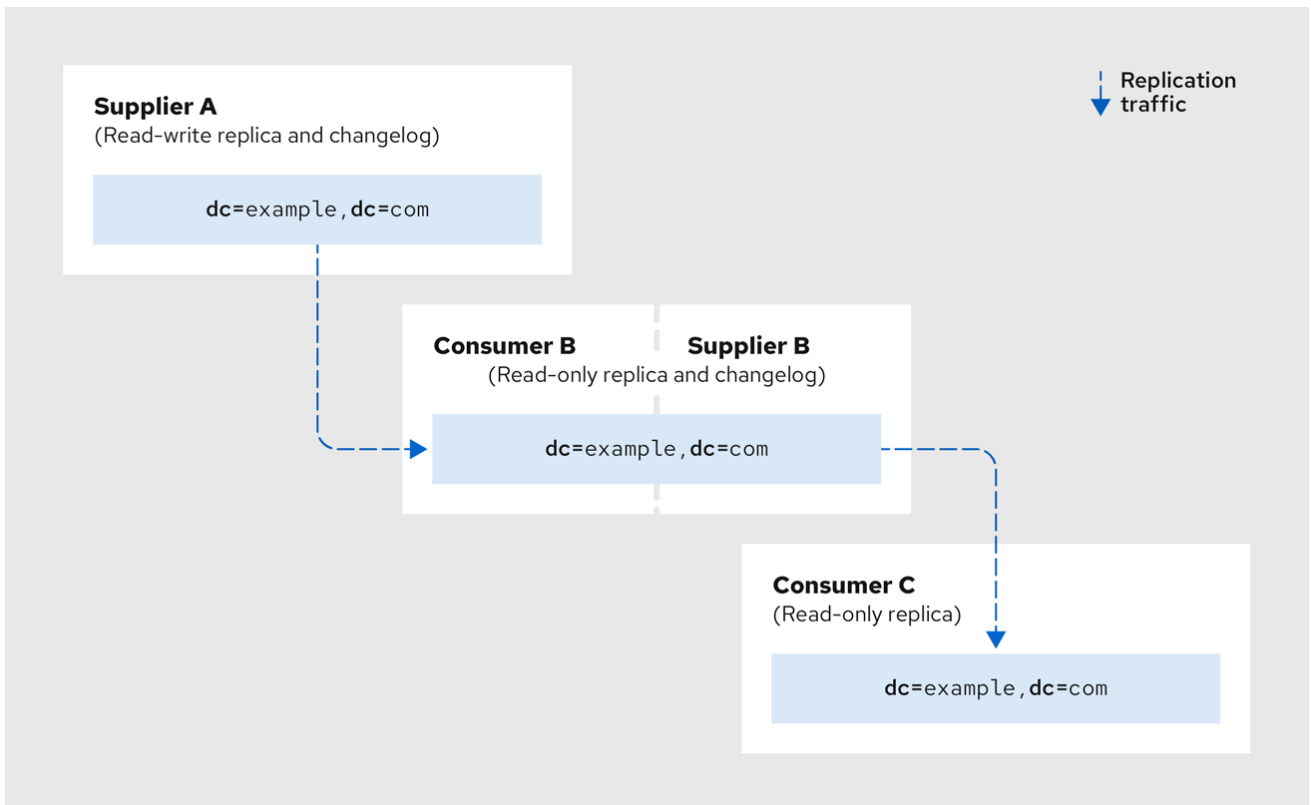 Supplier A
(Read-write replica and changelog)
dc=example,dc=com
Replication
traffic
Consumer B Supplier B
(Read-only replica and changelog)
dc=example,dc=com
Consumer C
(Read-only replica)
dc=example,dc=com